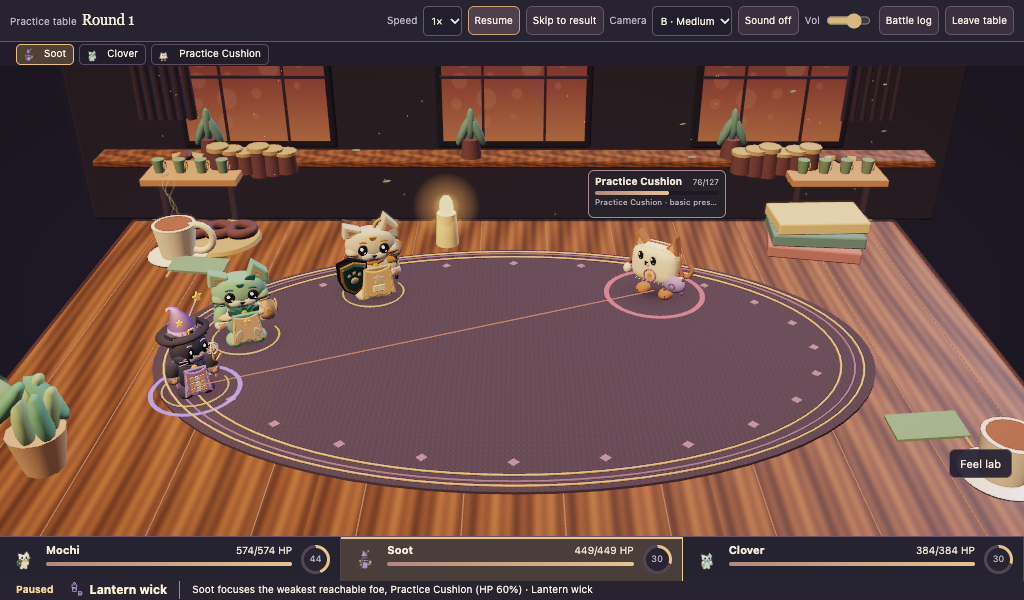 Practice table Round 1
Speed 1x Resume Skip to result Camera B · Medium Sound off Vol Battle log Leave table
Soot Clover Practice Cushion
Practice Cushion 76/127
Practice Cushion · basic pres...
Feel lab
Mochi 574/574 HP 44
Soot 449/449 HP 30
Clover 384/384 HP 30
Paused Lantern wick Soot focuses the weakest reachable foe, Practice Cushion (HP 60%) · Lantern wick